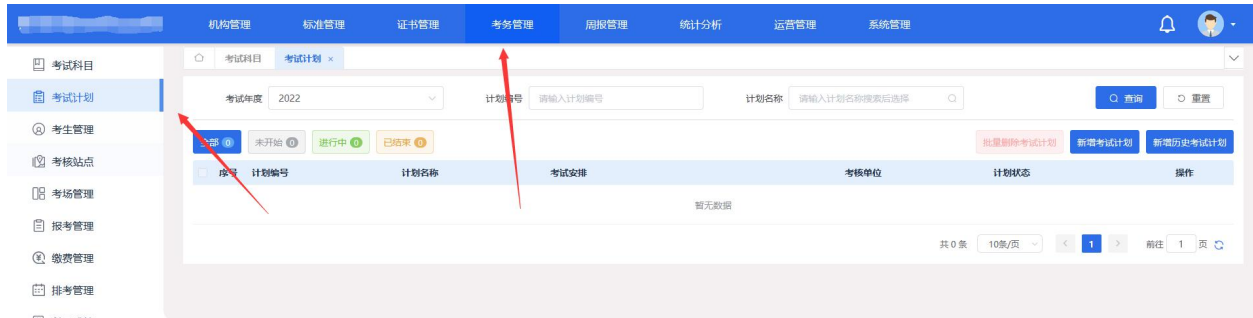 机构管理 标准管理 证书管理 考务管理 周报管理 统计分析 运营管理 系统管理
考试科目
考试计划
考生管理
考核站点
考场管理
报考管理
缴费管理
排考管理
考试科目 考试计划 ×
考试年度 2022 计划编号 请输入计划编号 计划名称 请输入计划名称搜索后选择 查询 重置
全部 0 未开始 0 进行中 0 已结束 0 批量删除考试计划 新增考试计划 新增历史考试计划
序号 计划编号 计划名称 考试安排 考核单位 计划状态 操作
暂无数据
共 0 条 10条/页 < 1 > 前往 1 页